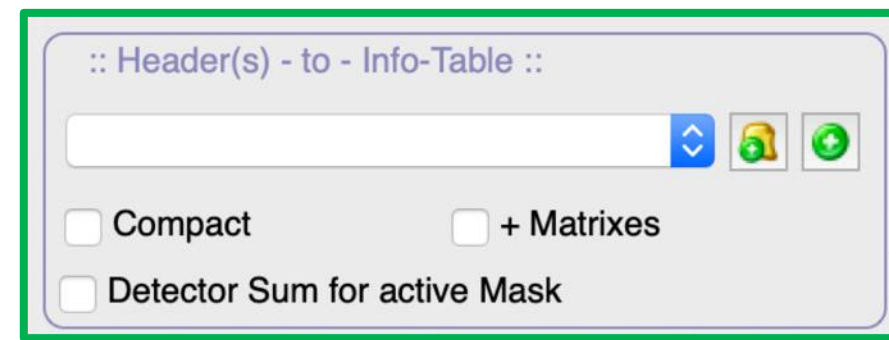 :: Header(s) - to - Info-Table ::
Compact + Matrixes
Detector Sum for active Mask